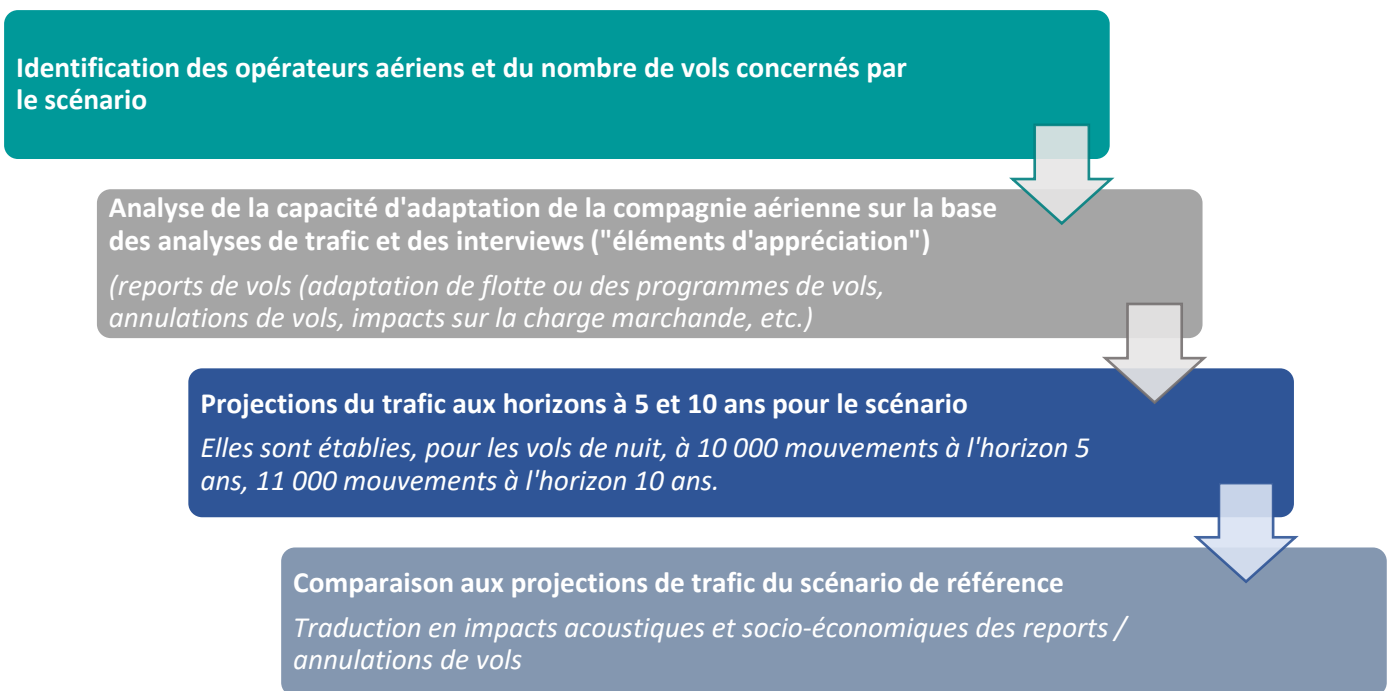 Identification des opérateurs aériens et du nombre de vols concernés par
le scénario
Analyse de la capacité d'adaptation de la compagnie aérienne sur la base
des analyses de trafic et des interviews ("éléments d'appréciation")
(reports de vols (adaptation de flotte ou des programmes de vols,
annulations de vols, impacts sur la charge marchande, etc.)
Projections du trafic aux horizons à 5 et 10 ans pour le scénario
Elles sont établies, pour les vols de nuit, à 10 000 mouvements à l'horizon 5
ans, 11 000 mouvements à l'horizon 10 ans.
Comparaison aux projections de trafic du scénario de référence
Traduction en impacts acoustiques et socio-économiques des reports /
annulations de vols